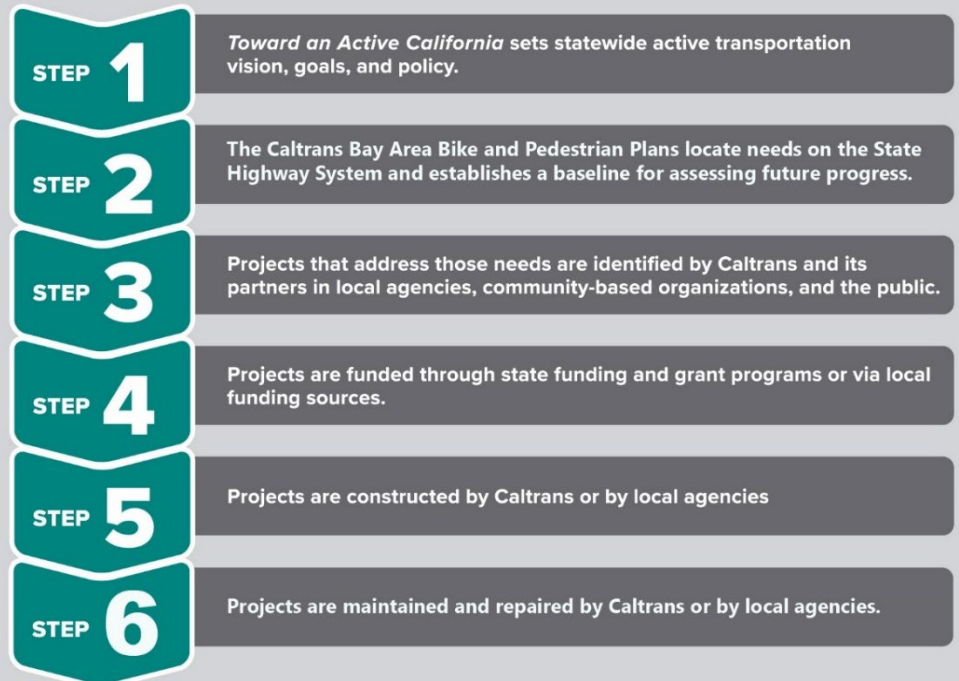 STEP 1
Toward an Active California sets statewide active transportation
vision, goals, and policy.
STEP 2
The Caltrans Bay Area Bike and Pedestrian Plans locate needs on the State
Highway System and establishes a baseline for assessing future progress.
STEP 3
Projects that address those needs are identified by Caltrans and its
partners in local agencies, community-based organizations, and the public.
STEP 4
Projects are funded through state funding and grant programs or via local
funding sources.
STEP 5
Projects are constructed by Caltrans or by local agencies
STEP 6
Projects are maintained and repaired by Caltrans or by local agencies.